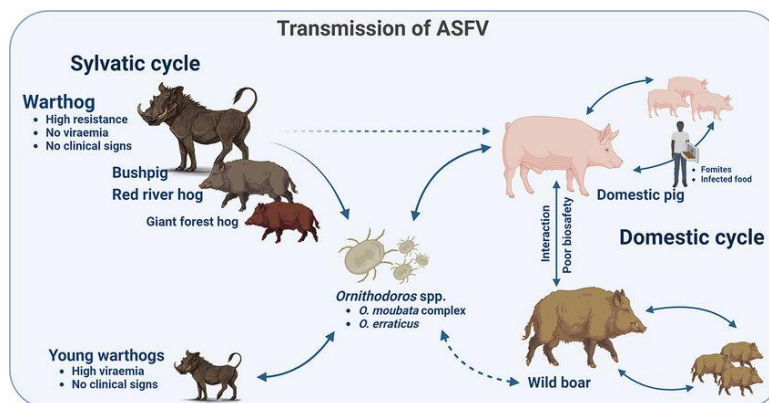 Transmission of ASFV
Sylvatic cycle
Warthog
• High resistance
• No viraemia
• No clinical signs
Bushpig
Red river hog
Giant forest hog
Ornithodoros spp.
• O. moubata complex
• O. erraticus
Young warthogs
• High viraemia
• No clinical signs
• Fomites
• Infected food
Domestic pig
Domestic cycle
Interaction
Poor biosafety
Wild boar